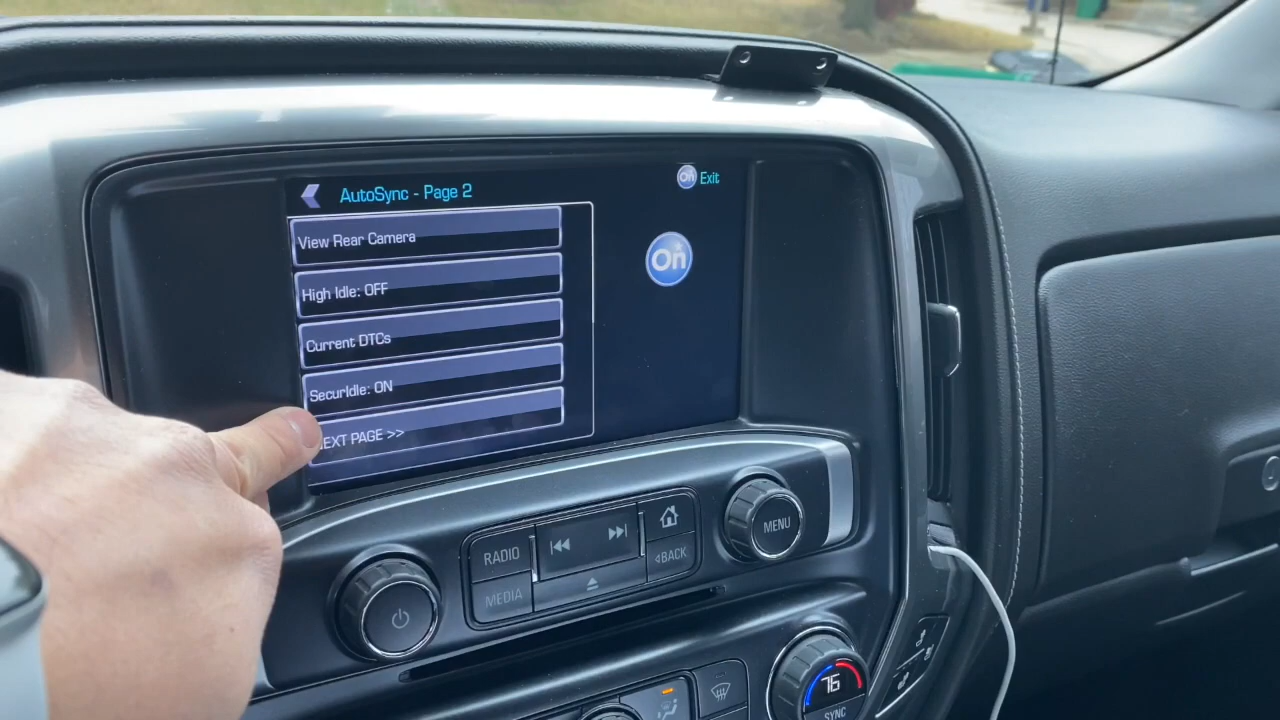 AutoSync - Page 2
On Exit
View Rear Camera
On
High Idle: OFF
Current DTCs
SecurIdle: ON
EXT PAGE >>
RADIO
MEDIA
BACK
MENU
76
SYNC